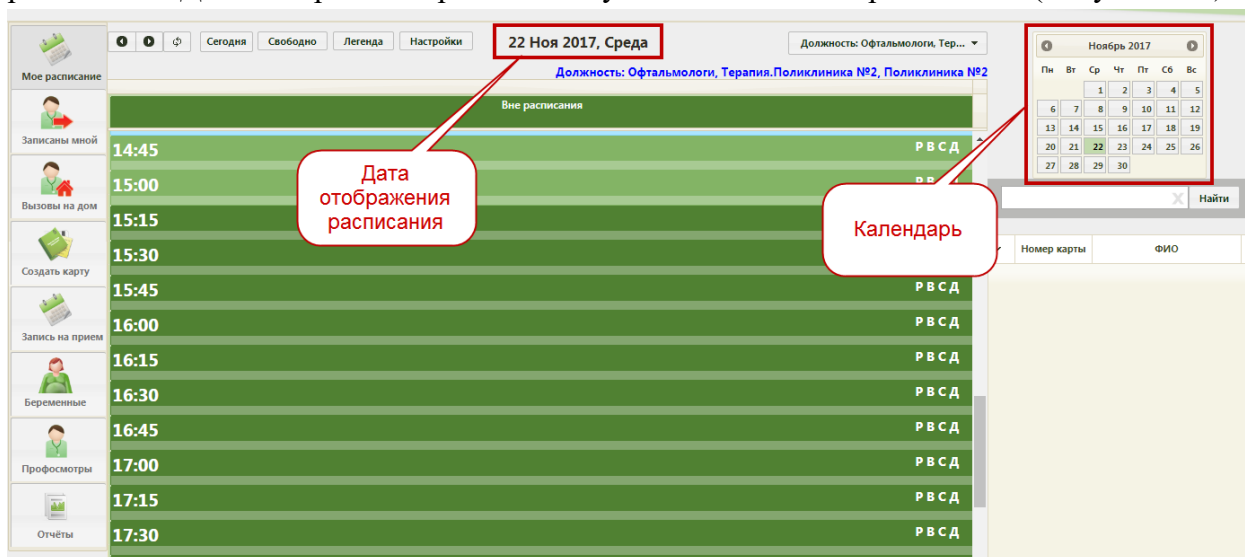 Сегодня Свободно Легенда Настройки
22 Ноя 2017, Среда
Должность: Офтальмологи, Тер...
Должность: Офтальмологи, Терапия.Поликлиника №2, Поликлиника №2
Мое расписание
Записаны мной
Вызовы на дом
Создать карту
Запись на прием
Беременные
Профосмотры
Отчёты
Вне расписания
14:45 Р В С Д
15:00
15:15
15:30
15:45 Р В С Д
16:00 Р В С Д
16:15 Р В С Д
16:30 Р В С Д
16:45 Р В С Д
17:00 Р В С Д
17:15 Р В С Д
17:30 Р В С Д
Дата
отображения
расписания
Календарь
Ноябрь 2017
Пн Вт Ср Чт Пт Сб Вс
1 2 3 4 5
6 7 8 9 10 11 12
13 14 15 16 17 18 19
20 21 22 23 24 25 26
27 28 29 30
X Найти
Номер карты ФИО